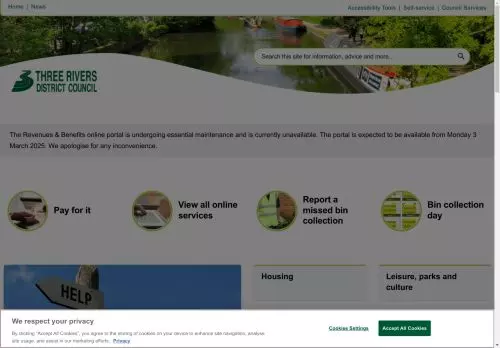 Home | News
Accessibility Tools | Self-service | Council Services
Search this site for information, advice and more...
THREE RIVERS
DISTRICT COUNCIL
The Revenues & Benefits online portal is undergoing essential maintenance and is currently unavailable. The portal is expected to be available from Monday 3
March 2025. We apologise for any inconvenience.
Pay for it
View all online
services
Report a
missed bin
collection
Bin collection
day
HELP
Housing
Leisure, parks and
culture
We respect your privacy
By clicking "Accept All Cookies", you agree to the storing of cookies on your device to enhance site navigation, analyse
site usage, and assist in our marketing efforts. Privacy
Cookies Settings
Accept All Cookies